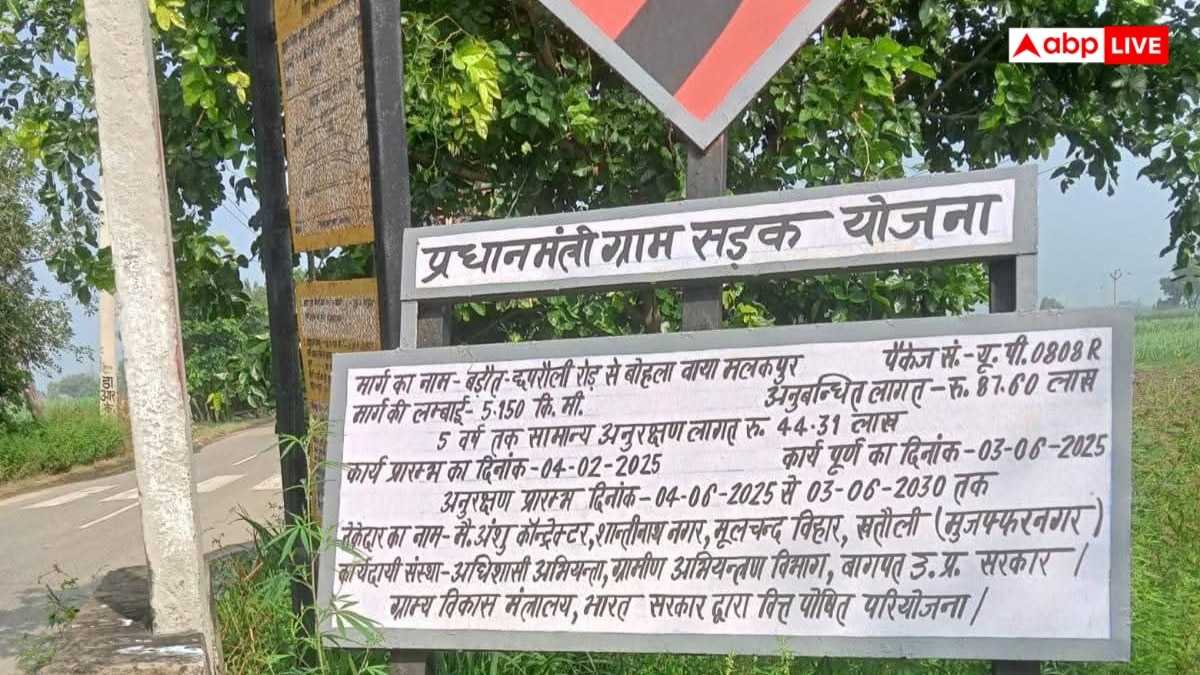 abp LIVE
प्रधानमंत्री ग्राम सड़क योजना
मार्ग का नाम- बड़ौत-छपरौली रोड़ से बोहला वाया मलकपुर पैकेज सं.-यू.पी.0808R
मार्ग की लम्बाई- 5.150 कि.मी. अनुबन्धित लागत-रु. 87.60 लाख
5 वर्ष तक सामान्य अनुरक्षण लागत रु. 44.31 लाख
कार्य प्रारम्भ का दिनांक-04-02-2025 कार्य पूर्ण का दिनांक-03-06-2025
अनुरक्षण प्रारम्भ दिनांक-04-06-2025 से 03-06-2030 तक
ठेकेदार का नाम- मै. अंशु कॉन्ट्रेक्टर, शान्तीनाथ नगर, मूलचन्द विहार, खतौली (मुजफ्फरनगर)
कार्यदायी संस्था-अधिशासी अभियन्ता, ग्रामीण अभियन्त्रण विभाग, बागपत उ.प्र. सरकार /
ग्राम्य विकास मंत्रालय, भारत सरकार द्वारा वित्त पोषित परियोजना /